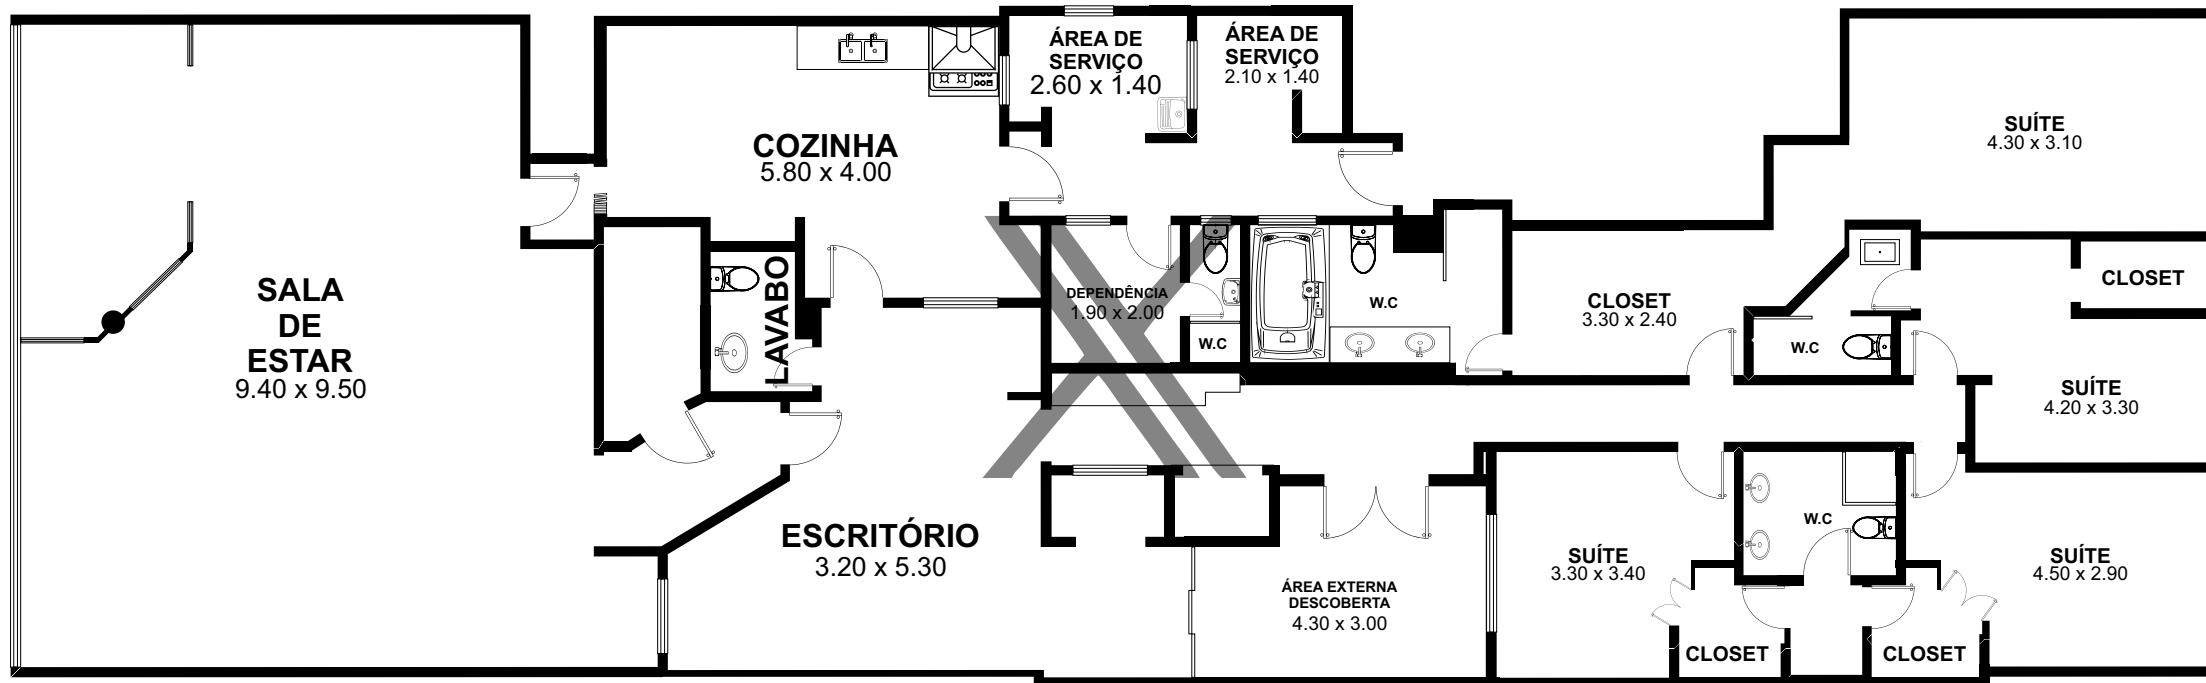 SALA
DE
ESTAR
9.40 x 9.50
COZINHA
5.80 x 4.00
ÁREA DE
SERVIÇO
2.60 x 1.40
ÁREA DE
SERVIÇO
2.10 x 1.40
LAVABO
DEPENDÊNCIA
1.90 x 2.00
W.C
W.C
CLOSET
3.30 x 2.40
W.C
SUÍTE
4.30 x 3.10
CLOSET
SUÍTE
4.20 x 3.30
ESCRITÓRIO
3.20 x 5.30
ÁREA EXTERNA
DESCOBERTA
4.30 x 3.00
SUÍTE
3.30 x 3.40
W.C
SUÍTE
4.50 x 2.90
CLOSET
CLOSET